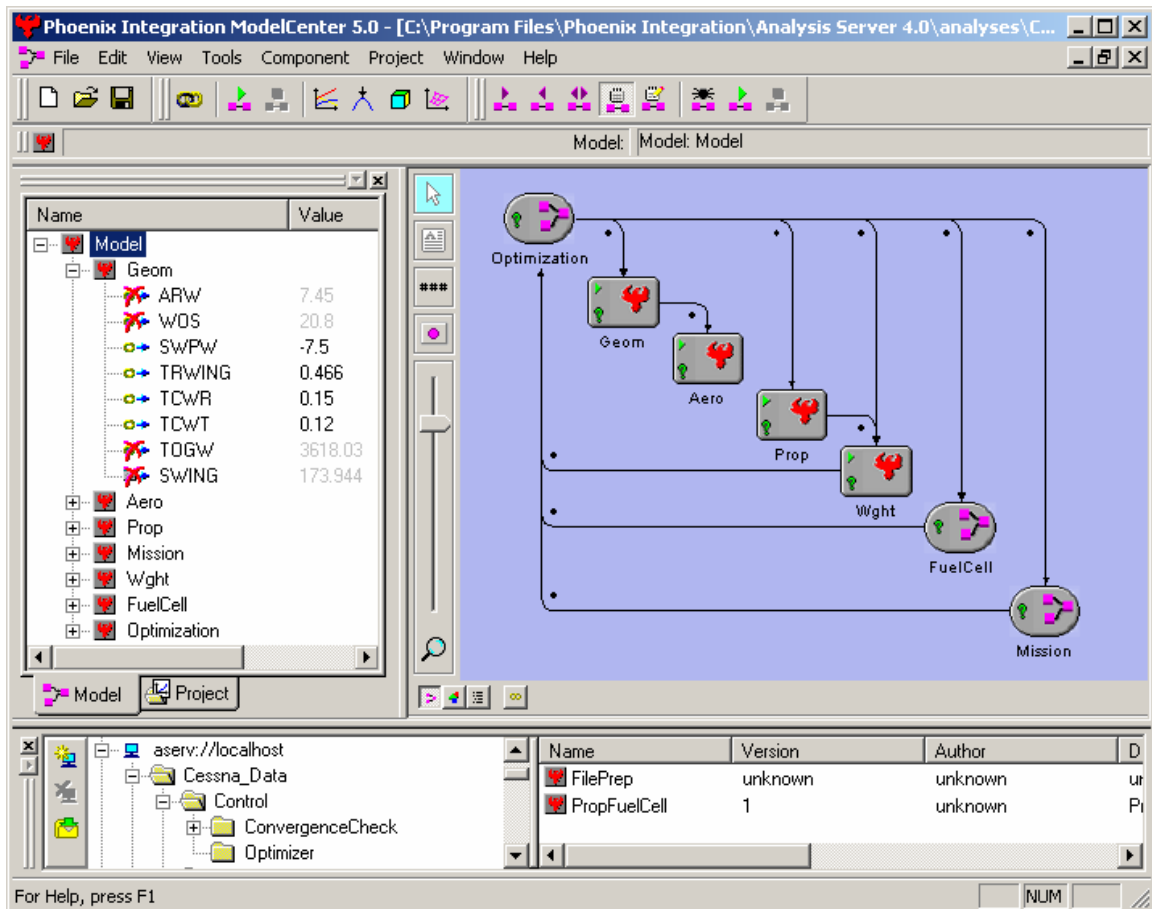 Phoenix Integration ModelCenter 5.0 - [C:\Program Files\Phoenix Integration\Analysis Server 4.0\analyses\C...
File Edit View Tools Component Project Window Help
Model: Model: Model
Name Value
Model
Geom
ARW 7.45
WOS 20.8
SWPW -7.5
TRWING 0.466
TCWR 0.15
TCWT 0.12
TOGW 3618.03
SWING 173.944
Aero
Prop
Mission
Wght
FuelCell
Optimization
Model Project
###
Optimization
Geom
Aero
Prop
Wght
FuelCell
Mission
aserv://localhost
Cessna_Data
Control
ConvergenceCheck
Optimizer
Name Version Author D
FilePrep unknown unknown ur
PropFuelCell 1 unknown Pr
For Help, press F1 NUM